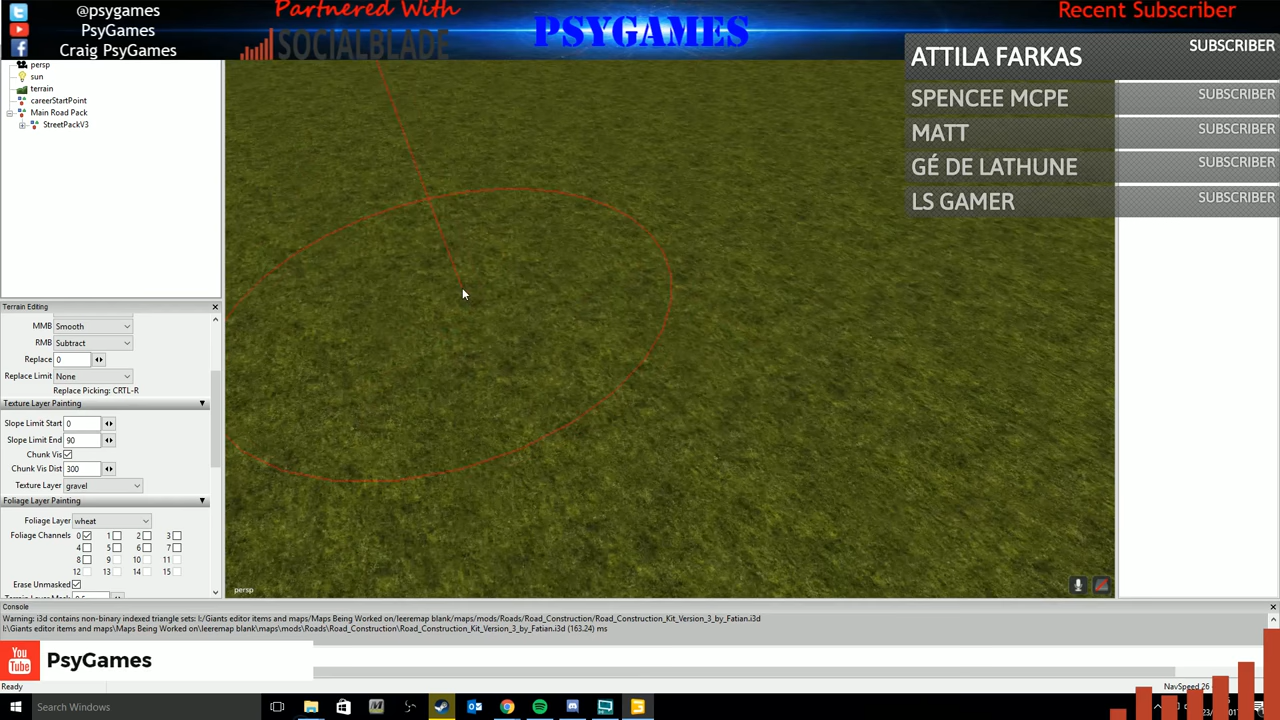 @psygames
PsyGames
Craig PsyGames
Partnered With
SOCIALBLADE
PSYGAMES
Recent Subscriber
ATTILA FARKAS SUBSCRIBER
SPENCEE MCPE SUBSCRIBER
MATT SUBSCRIBER
GÉ DE LATHUNE SUBSCRIBER
LS GAMER SUBSCRIBER
persp
sun
terrain
careerStartPoint
Main Road Pack
StreetPackV3
Terrain Editing
MMB Smooth
RMB Subtract
Replace 0
Replace Limit None
Replace Picking: CRTL-R
Texture Layer Painting
Slope Limit Start 0
Slope Limit End 90
Chunk Vis
Chunk Vis Dist 300
Texture Layer gravel
Foliage Layer Painting
Foliage Layer wheat
Foliage Channels 0 1 2 3
4 5 6 7
8 9 10 11
12 13 14 15
Erase Unmasked
persp
Console
Warning: i3d contains non-binary indexed triangle sets: I:/Giants editor items and maps/Maps Being Worked on/leeremap blank/maps/mods/Roads/Road_Construction/Road_Construction_Kit_Version_3_by_Fatian.i3d
I:\Giants editor items and maps\Maps Being Worked on\leeremap blank\maps\mods\Roads\Road_Construction\Road_Construction_Kit_Version_3_by_Fatian.i3d (163.24) ms
You Tube
PsyGames
Ready
NavSpeed 26
Search Windows